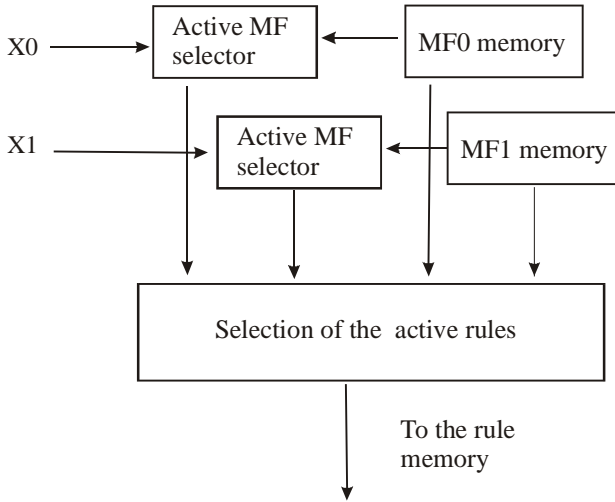 Active MF
selector
X0
MF0 memory
X1
Active MF
selector
MF1 memory
Selection of the active rules
To the rule
memory